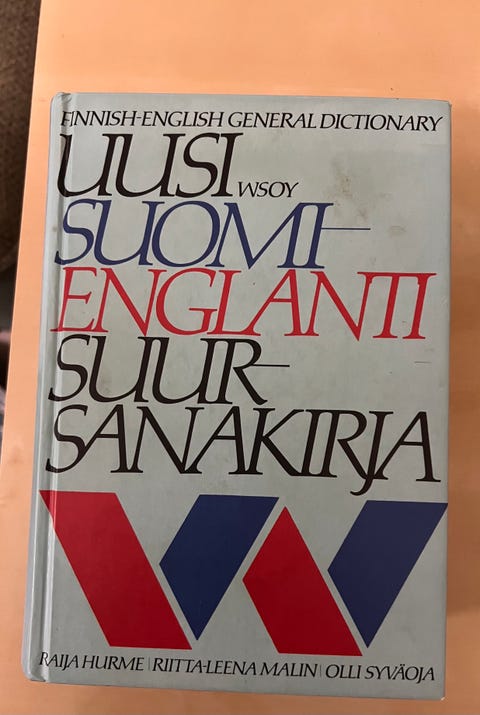 FINNISH-ENGLISH GENERAL DICTIONARY
UUSI WSOY
SUOMI-
ENGLANTI
SUUR-
SANAKIRJA
RAIJA HURME | RIITTA-LEENA MALIN | OLLI SYVÄOJA